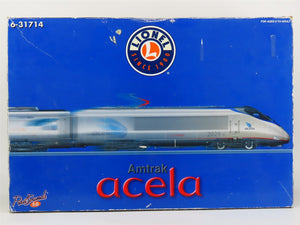 6-31714
LIONEL
SINCE 1900
Amtrak
acela